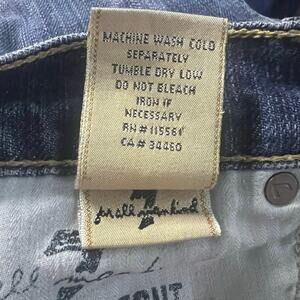 MACHINE WASH COLD
SEPARATELY
TUMBLE DRY LOW
DO NOT BLEACH
IRON IF
NECESSARY
RN # 115561
CA # 34460
7
for all mankind